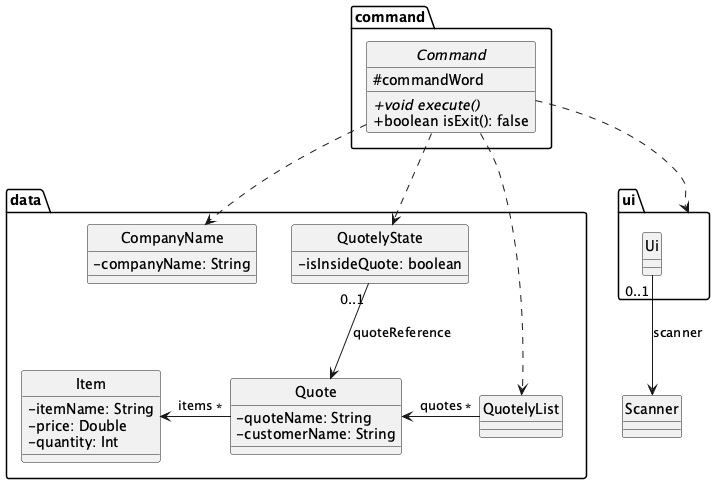 command
Command
#commandWord
+void execute()
+boolean isExit(): false
data
CompanyName
-companyName: String
QuotelyState
-isInsideQuote: boolean
ui
Ui
0..1
scanner
Scanner
0..1
quoteReference
Item
-itemName: String
-price: Double
-quantity: Int
items *
Quote
-quoteName: String
-customerName: String
quotes *
QuotelyList